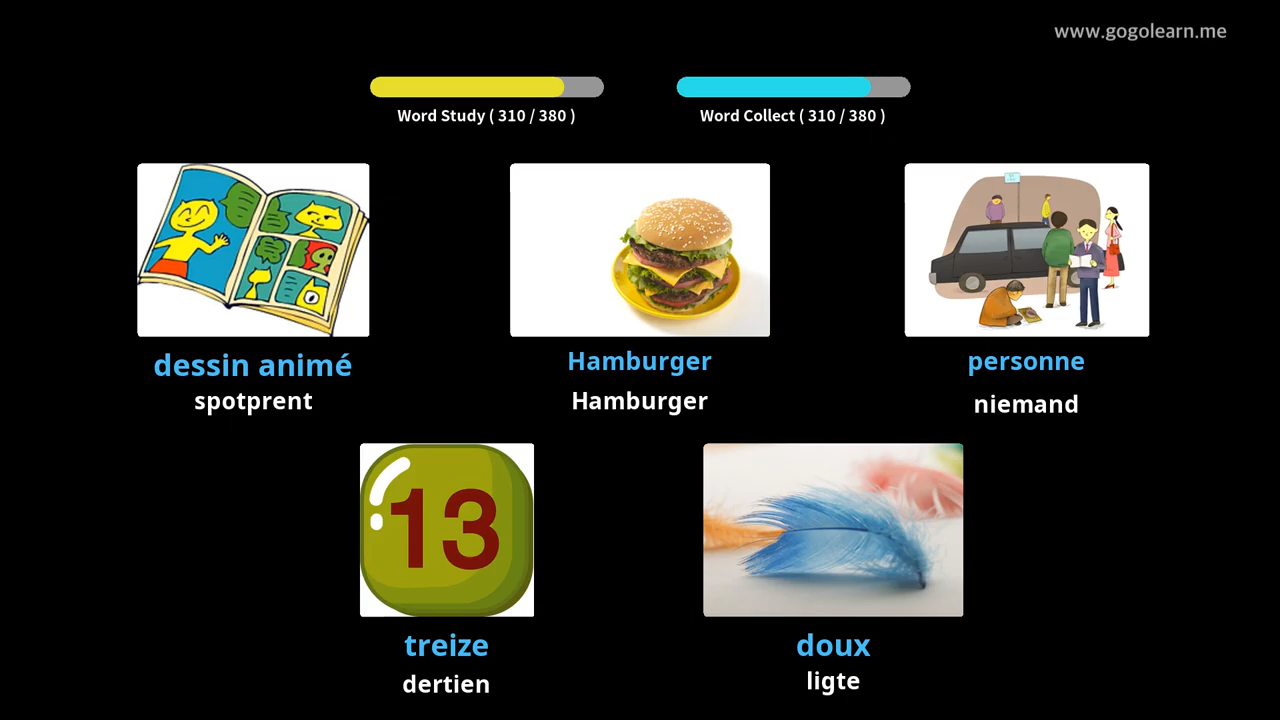 www.gogolearn.me
Word Study ( 310 / 380 )
Word Collect ( 310 / 380 )
dessin animé
spotprent
Hamburger
Hamburger
personne
niemand
13
treize
dertien
doux
ligte